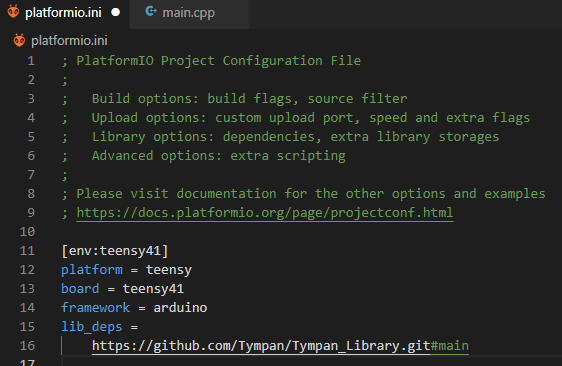 platformio.ini ● main.cpp
platformio.ini
1 ; PlatformIO Project Configuration File
2 ;
3 ;   Build options: build flags, source filter
4 ;   Upload options: custom upload port, speed and extra flags
5 ;   Library options: dependencies, extra library storages
6 ;   Advanced options: extra scripting
7 ;
8 ; Please visit documentation for the other options and examples
9 ; https://docs.platformio.org/page/projectconf.html
10
11 [env:teensy41]
12 platform = teensy
13 board = teensy41
14 framework = arduino
15 lib_deps =
16     https://github.com/Tympan/Tympan_Library.git#main
17